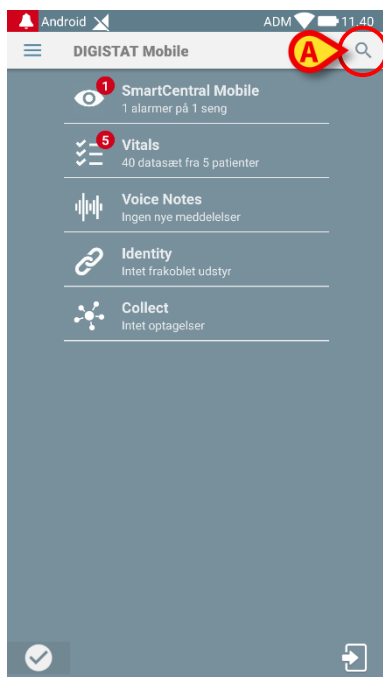 Android ADM 11.40
DIGISTAT Mobile A
1
SmartCentral Mobile
1 alarmer på 1 seng
5
Vitals
40 datasæt fra 5 patienter
Voice Notes
Ingen nye meddelelser
Identity
Intet frakoblet udstyr
Collect
Intet optagelser